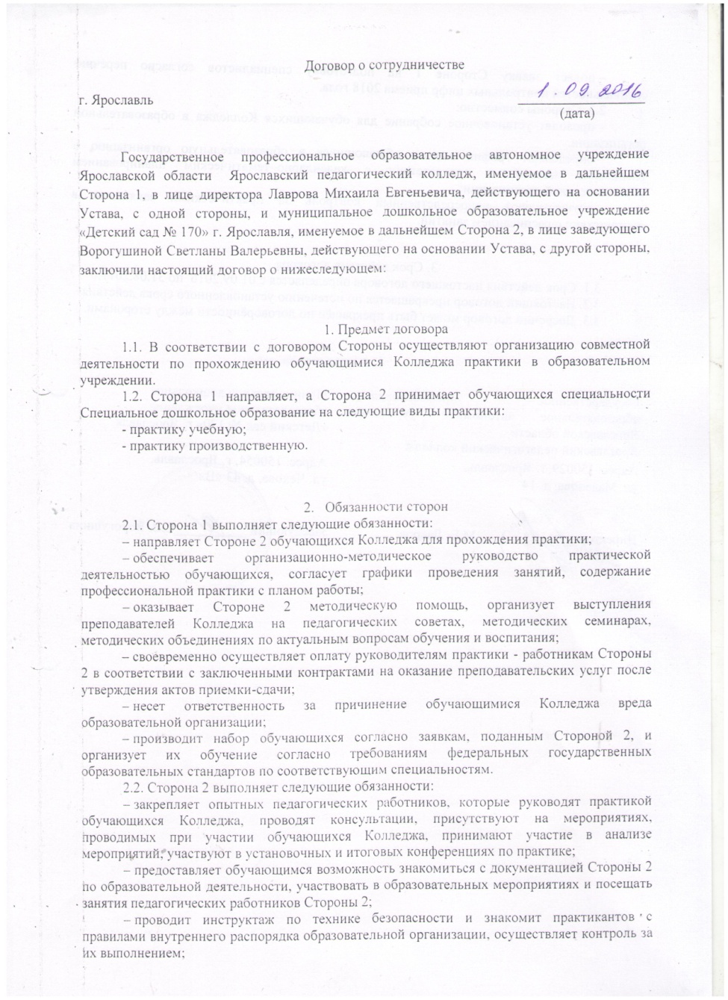 Договор о сотрудничестве
г. Ярославль
1. 09. 2016
(дата)
Государственное профессиональное образовательное автономное учреждение
Ярославской области Ярославский педагогический колледж, именуемое в дальнейшем
Сторона 1, в лице директора Лаврова Михаила Евгеньевича, действующего на основании
Устава, с одной стороны, и муниципальное дошкольное образовательное учреждение
«Детский сад № 170» г. Ярославля, именуемое в дальнейшем Сторона 2, в лице заведующего
Ворогушиной Светланы Валерьевны, действующего на основании Устава, с другой стороны,
заключили настоящий договор о нижеследующем:
1. Предмет договора
1.1. В соответствии с договором Стороны осуществляют организацию совместной
деятельности по прохождению обучающимися Колледжа практики в образовательном
учреждении.
1.2. Сторона 1 направляет, а Сторона 2 принимает обучающихся специальности
Специальное дошкольное образование на следующие виды практики:
- практику учебную;
- практику производственную.
2. Обязанности сторон
2.1. Сторона 1 выполняет следующие обязанности:
– направляет Стороне 2 обучающихся Колледжа для прохождения практики;
– обеспечивает организационно-методическое руководство практической
деятельностью обучающихся, согласует графики проведения занятий, содержание
профессиональной практики с планом работы;
– оказывает Стороне 2 методическую помощь, организует выступления
преподавателей Колледжа на педагогических советах, методических семинарах,
методических объединениях по актуальным вопросам обучения и воспитания;
– своевременно осуществляет оплату руководителям практики - работникам Стороны
2 в соответствии с заключенными контрактами на оказание преподавательских услуг после
утверждения актов приемки-сдачи;
– несет ответственность за причинение обучающимися Колледжа вреда
образовательной организации;
– производит набор обучающихся согласно заявкам, поданным Стороной 2, и
организует их обучение согласно требованиям федеральных государственных
образовательных стандартов по соответствующим специальностям.
2.2. Сторона 2 выполняет следующие обязанности:
– закрепляет опытных педагогических работников, которые руководят практикой
обучающихся Колледжа, проводят консультации, присутствуют на мероприятиях,
проводимых при участии обучающихся Колледжа, принимают участие в анализе
мероприятий, участвуют в установочных и итоговых конференциях по практике;
– предоставляет обучающимся возможность знакомиться с документацией Стороны 2
по образовательной деятельности, участвовать в образовательных мероприятиях и посещать
занятия педагогических работников Стороны 2;
– проводит инструктаж по технике безопасности и знакомит практикантов с
правилами внутреннего распорядка образовательной организации, осуществляет контроль за
их выполнением;